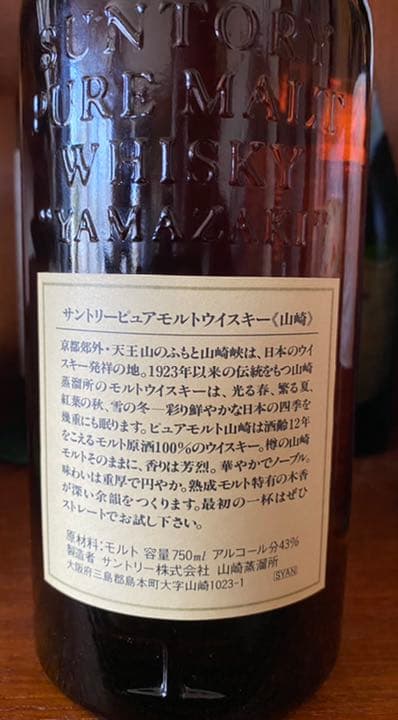 SUNTORY
PURE MALT
WHISKY
"YAMAZAKI"
サントリーピュアモルトウイスキー《山崎》
京都郊外・天王山のふもと山崎峡は、日本のウイ
スキー発祥の地。1923年以来の伝統をもつ山崎
蒸溜所のモルトウイスキーは、光る春、繁る夏、
紅葉の秋、雪の冬—彩り鮮やかな日本の四季を
幾重にも眠ります。ピュアモルト山崎は酒齢12年
をこえるモルト原酒100%のウイスキー。樽の山崎
モルトそのままに、香りは芳烈。華やかでノーブル。
味わいは重厚で円やか。熟成モルト特有の木香
が深い余韻をつくります。最初の一杯はぜひ
ストレートでお試し下さい。
原材料:モルト 容量750ml アルコール分43%
製造者 サントリー株式会社 山崎蒸溜所
大阪府三島郡島本町大字山崎1023-1 SYAN